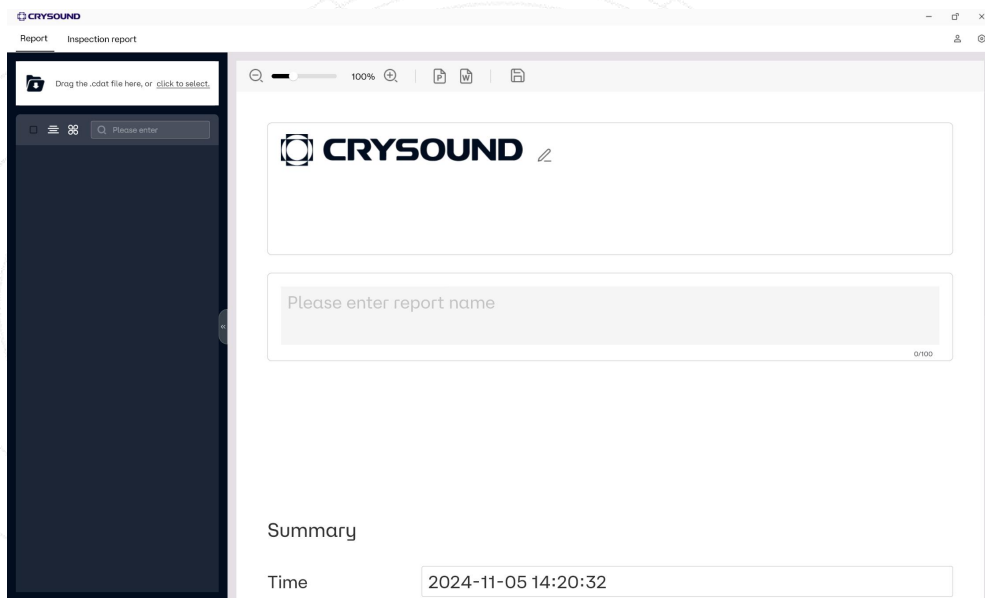 CRYSOUND
Report Inspection report
Drag the .cdat file here, or click to select.
100% P W
Please enter
CRYSOUND
Please enter report name
0/100
Summary
Time 2024-11-05 14:20:32